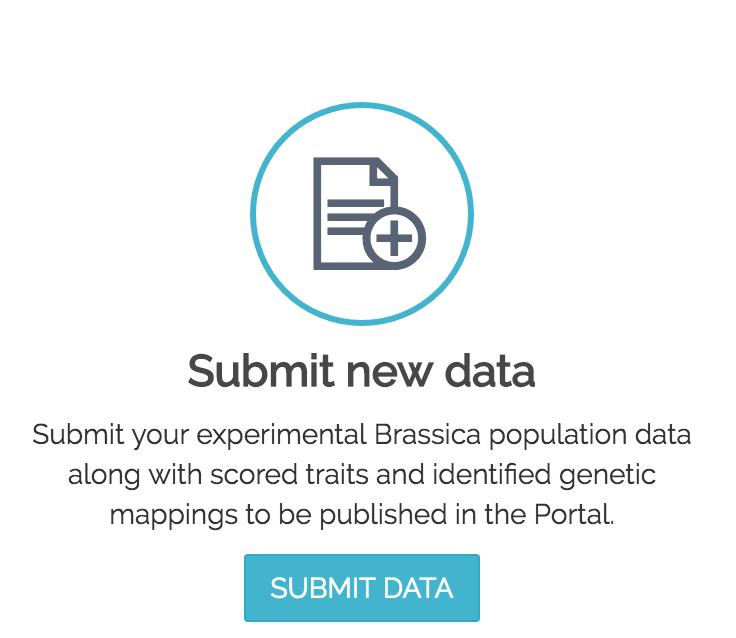 Submit new data
Submit your experimental Brassica population data
along with scored traits and identified genetic
mappings to be published in the Portal.
SUBMIT DATA